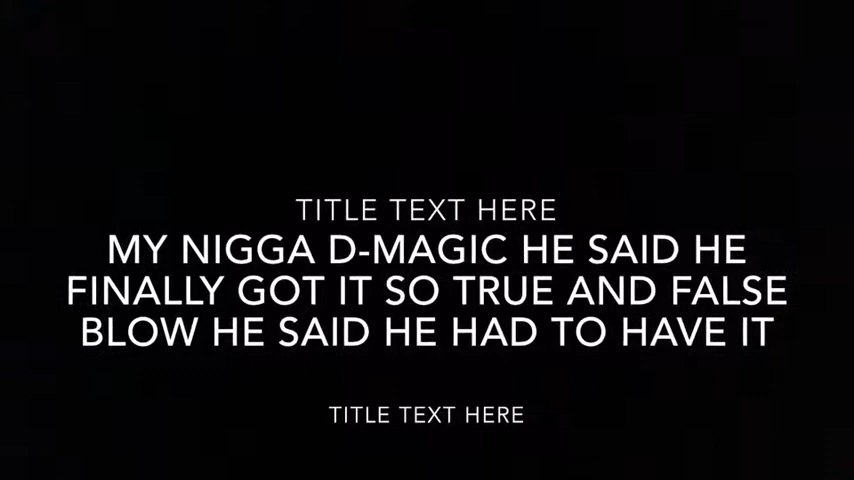 TITLE TEXT HERE
MY NIGGA D-MAGIC HE SAID HE
FINALLY GOT IT SO TRUE AND FALSE
BLOW HE SAID HE HAD TO HAVE IT
TITLE TEXT HERE